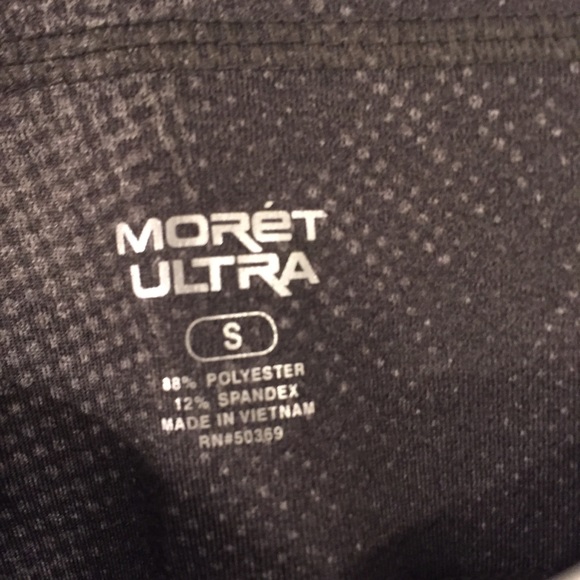 MORéT
ULTRA
S
88% POLYESTER
12% SPANDEX
MADE IN VIETNAM
RN#50369